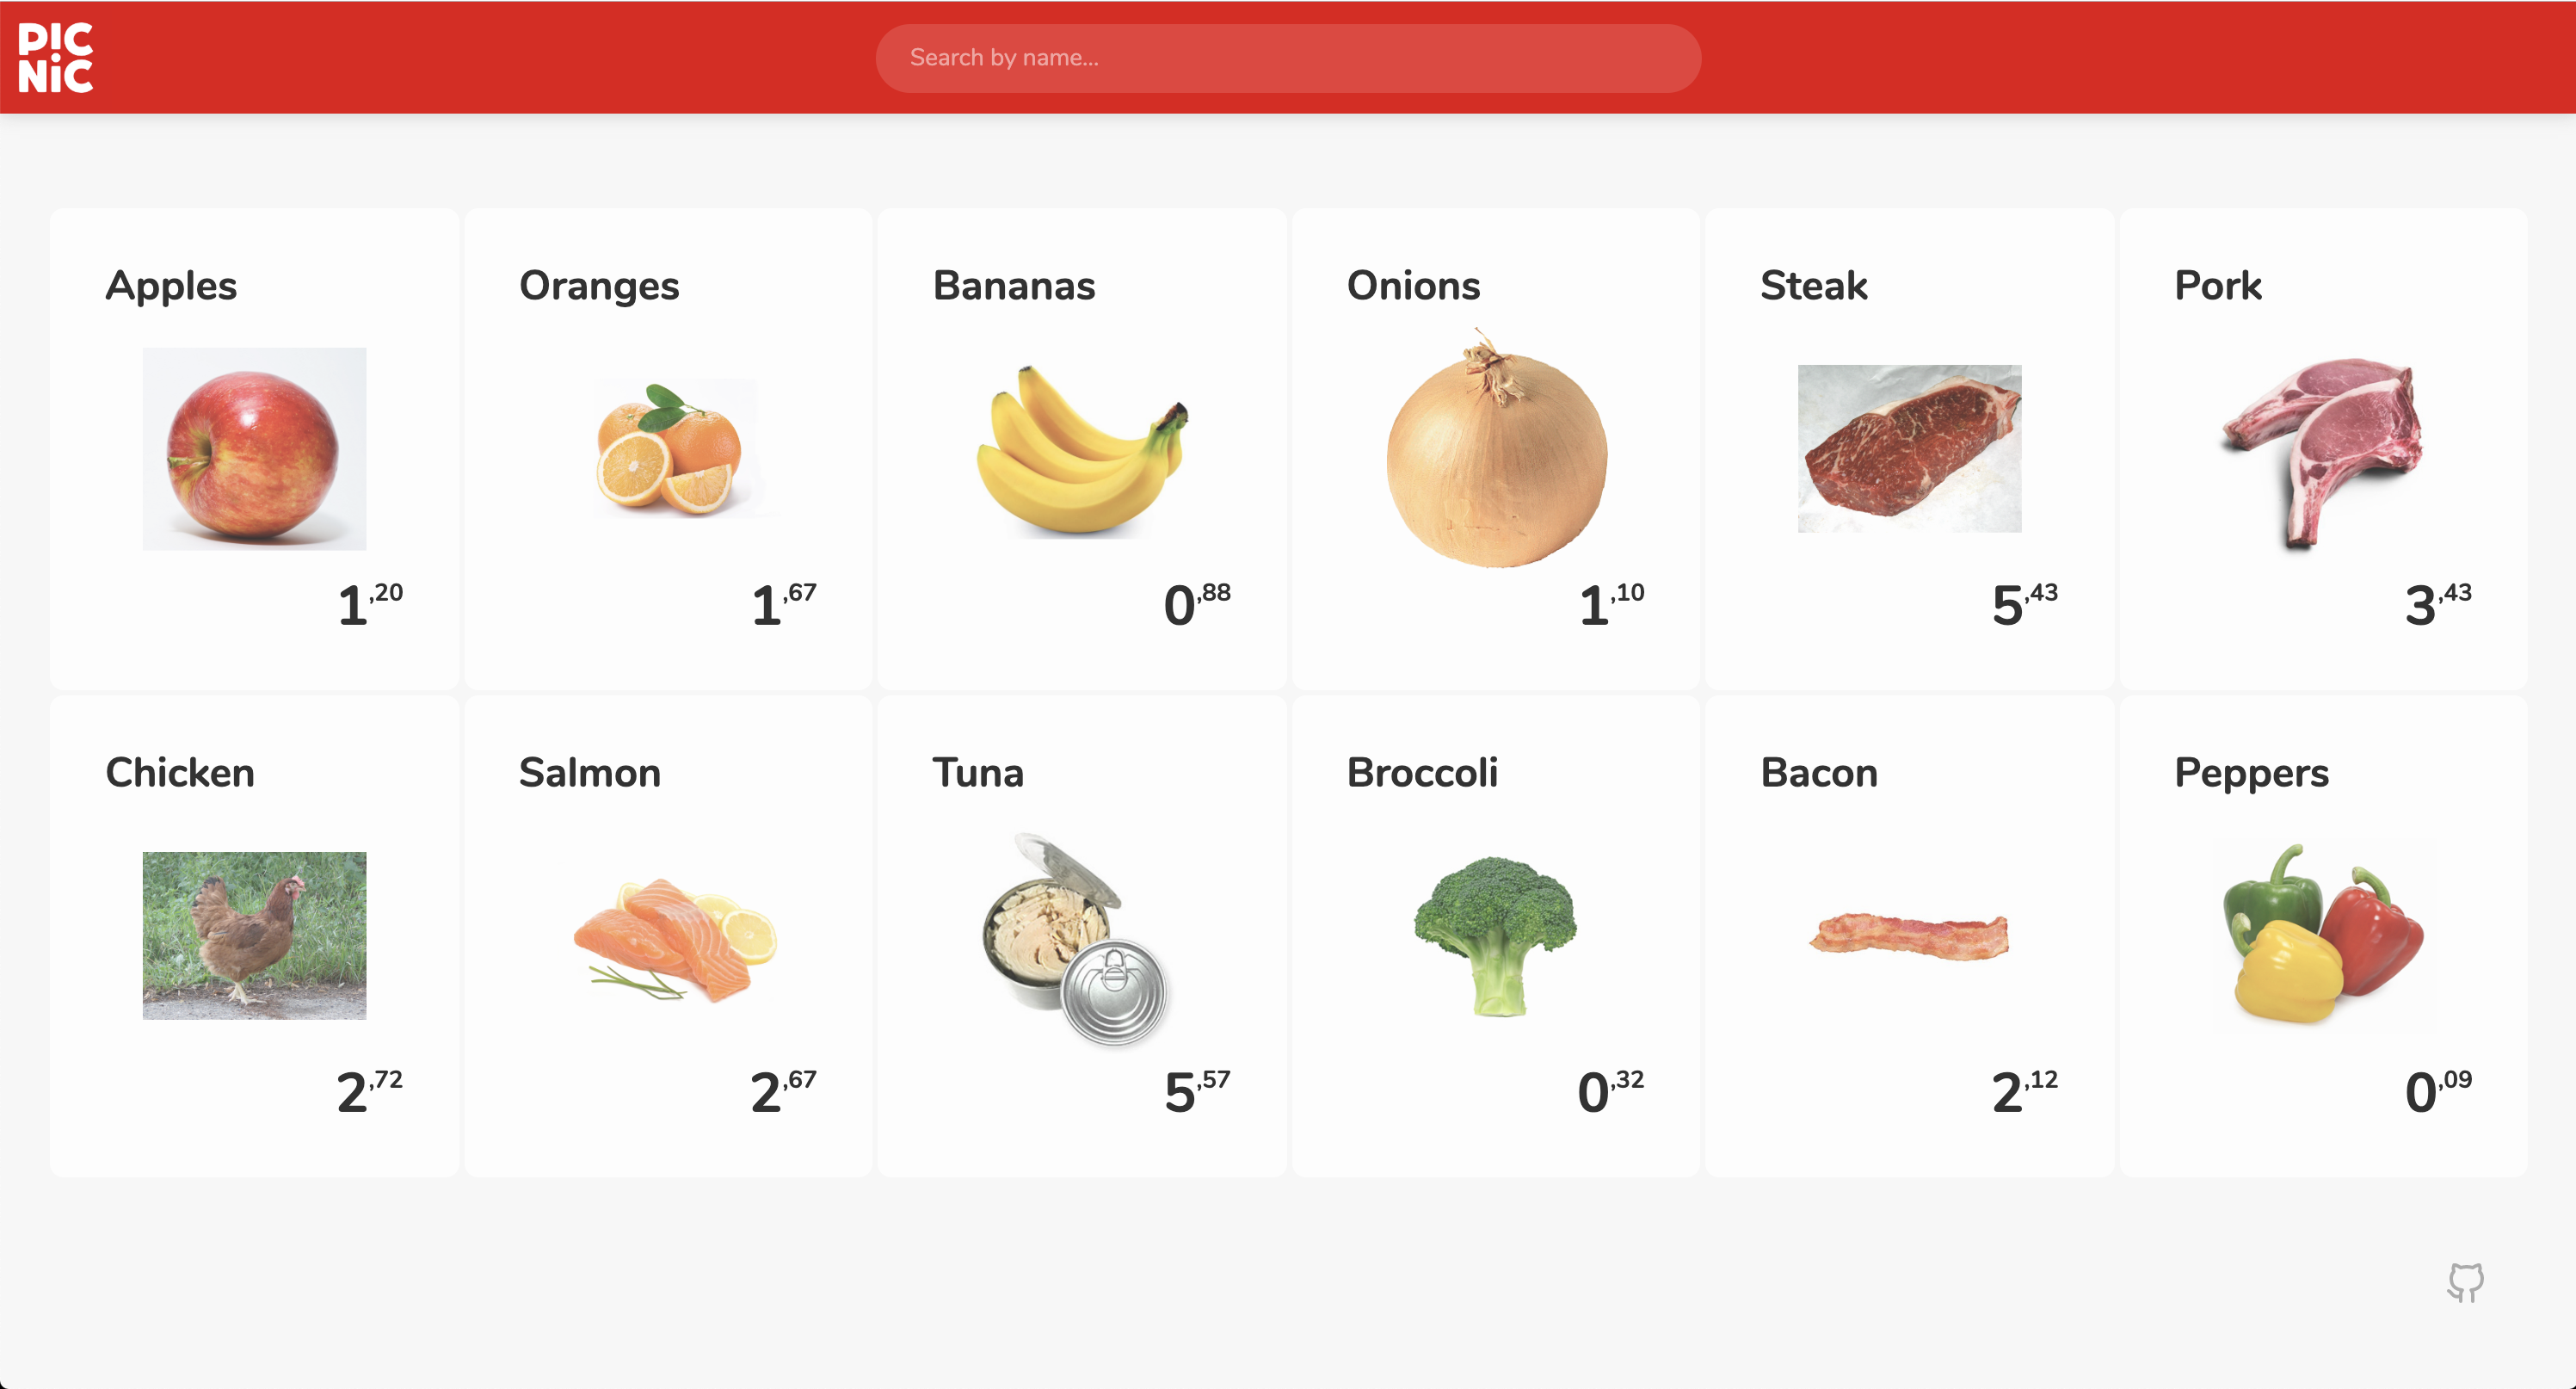 PIC
NiC
Search by name...
Apples
Oranges
Bananas
Onions
Steak
Pork
1,20
1,67
0,88
1,10
5,43
3,43
Chicken
Salmon
Tuna
Broccoli
Bacon
Peppers
2,72
2,67
5,57
0,32
2,12
0,09